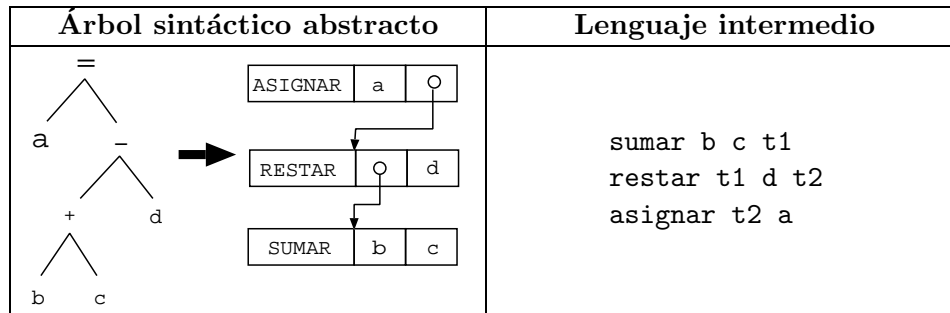 Árbol sintáctico abstracto
Lenguaje intermedio
=
a
–
+
d
b
c
ASIGNAR a
RESTAR d
SUMAR b c
sumar b c t1
restar t1 d t2
asignar t2 a